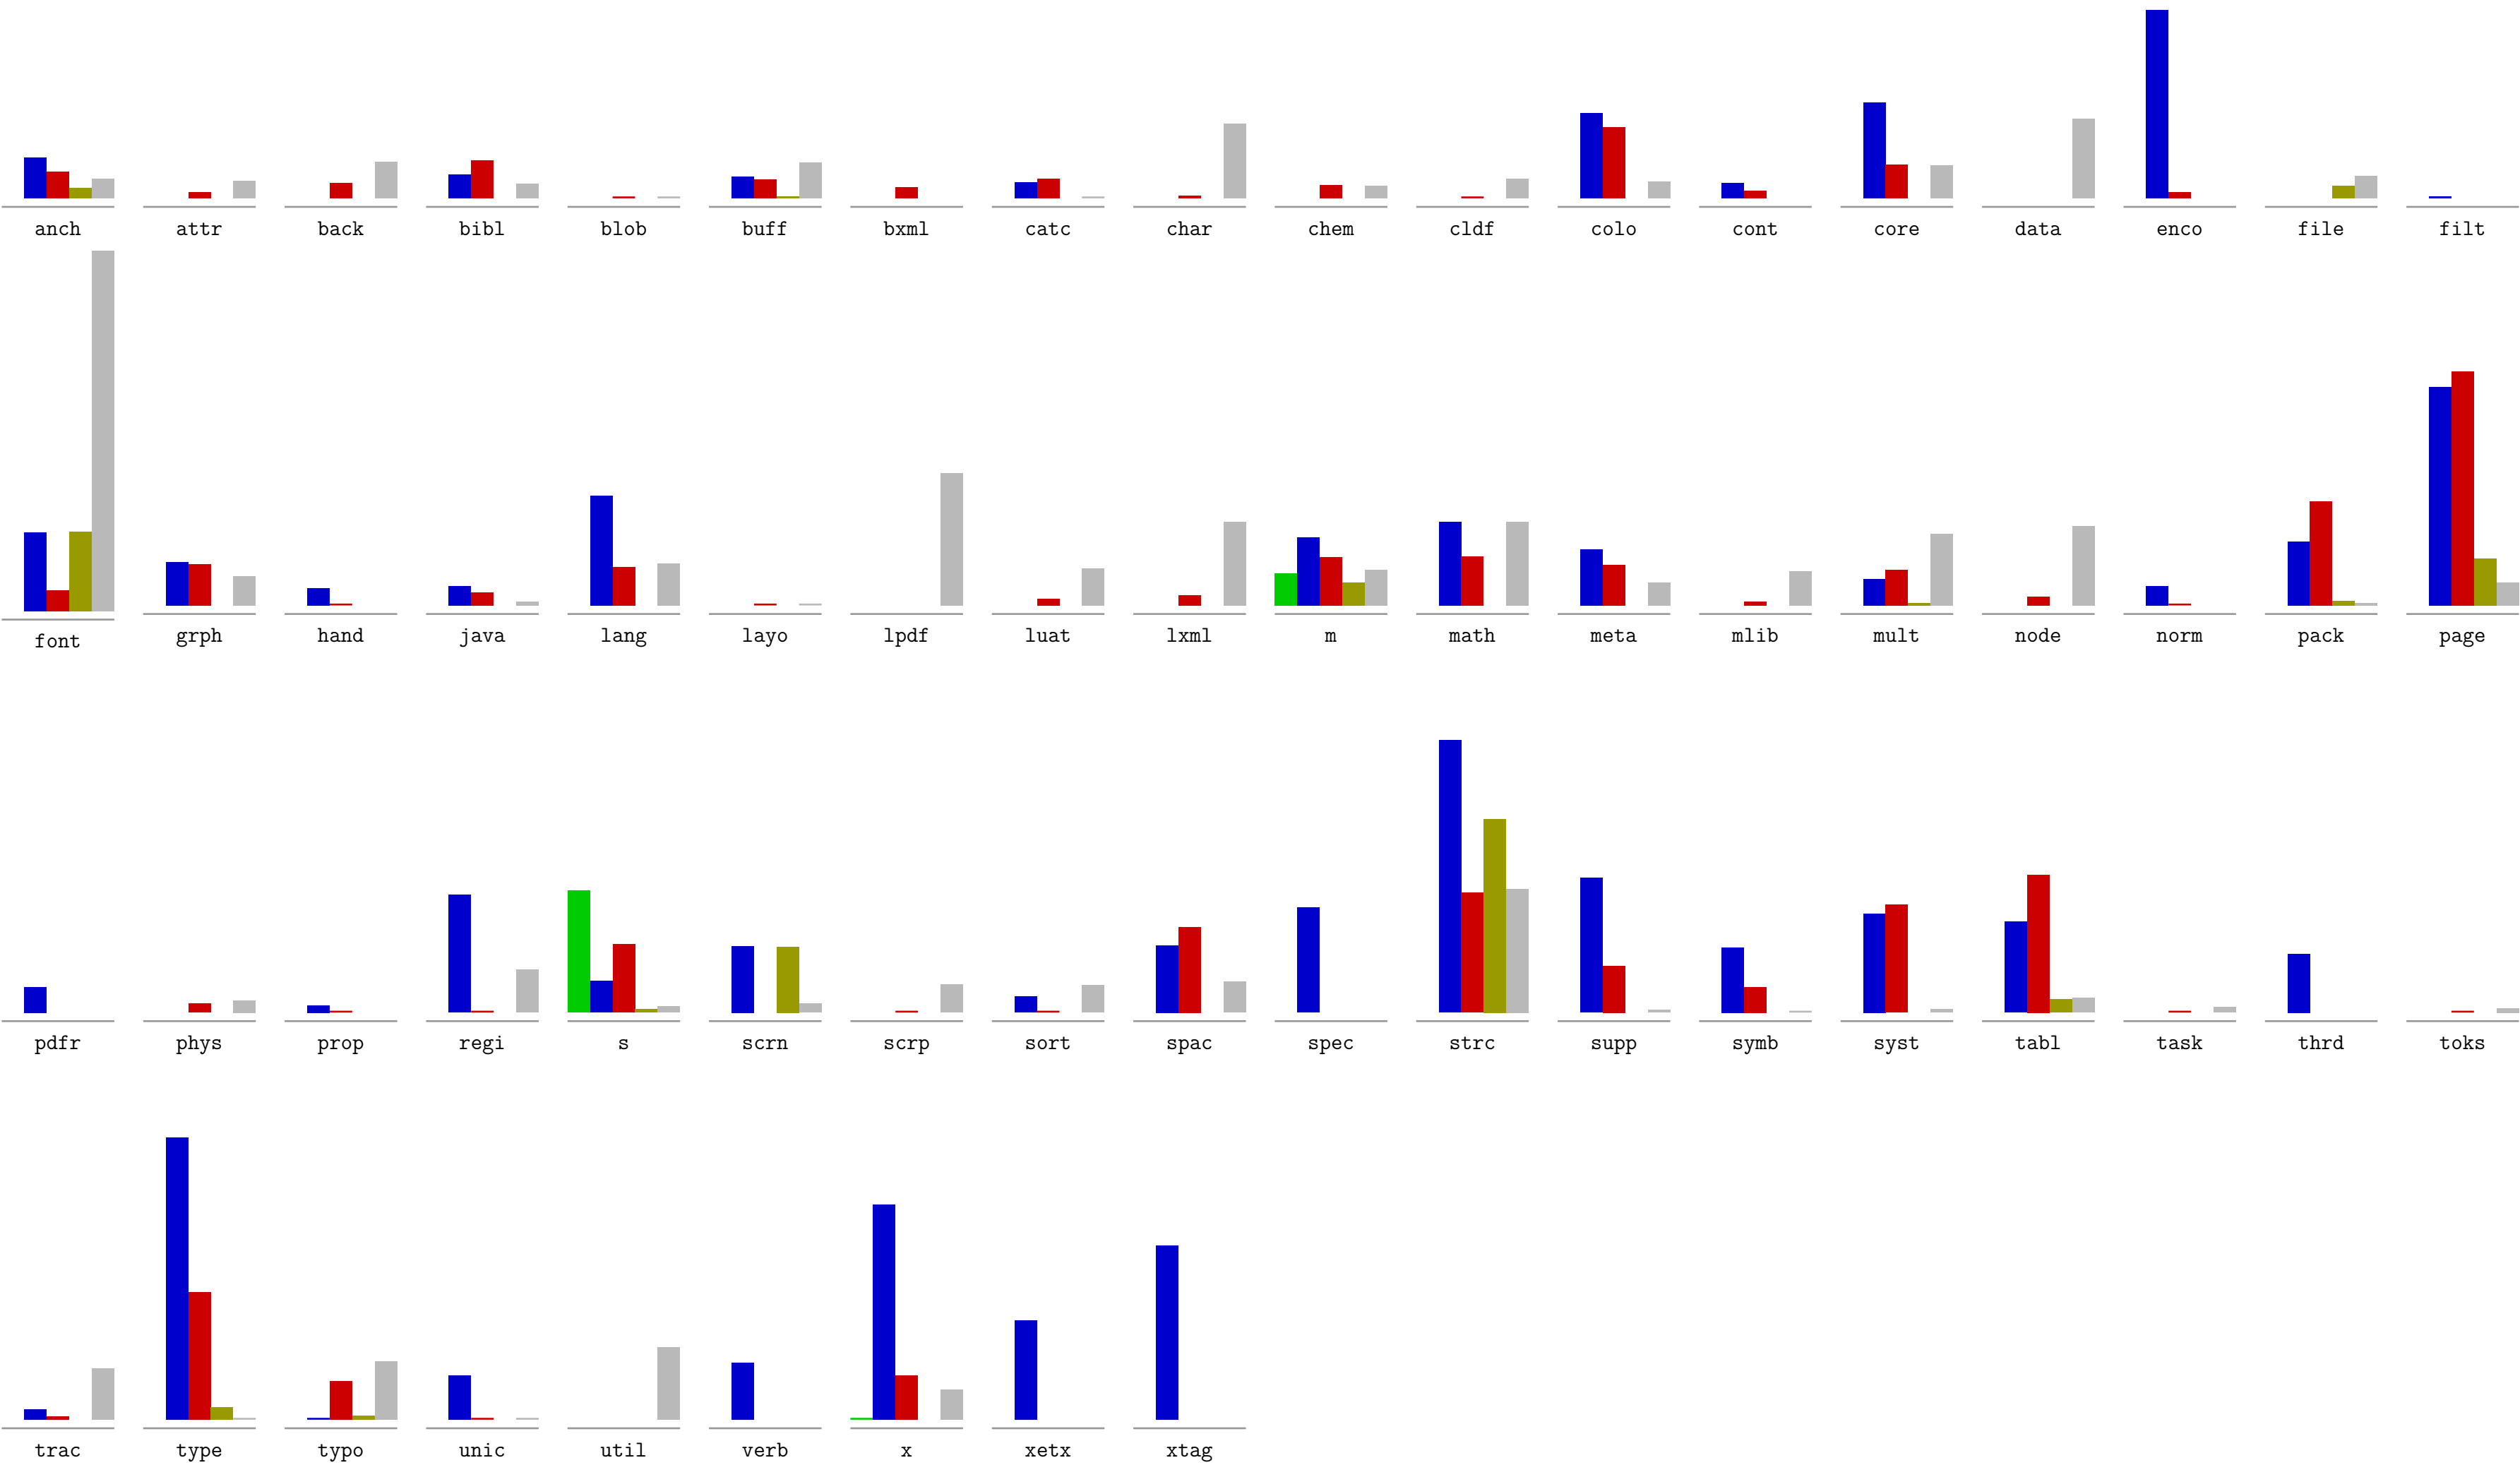 anch attr back bibl blob buff bxml catc char chem cldf colo cont core data enco file filt
font grph hand java lang layo lpdf luat lxml m math meta mlib mult node norm pack page
pdfr phys prop regi s scrn scrp sort spac spec strc supp symb syst tabl task thrd toks
trac type typo unic util verb x xetx xtag